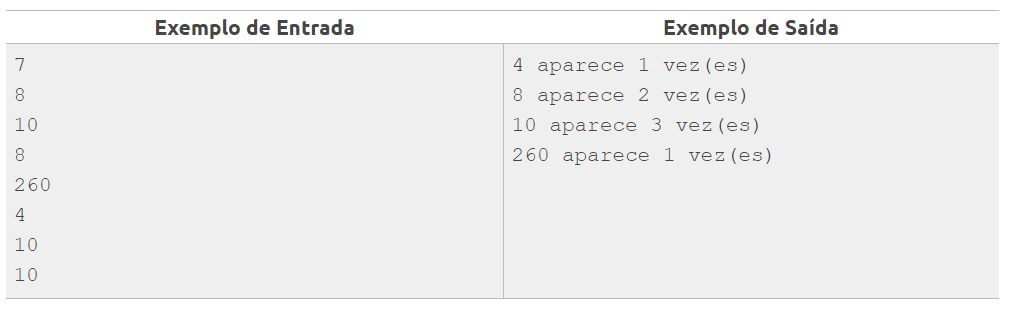 Exemplo de Entrada
Exemplo de Saída
7
8
10
8
260
4
10
10
4 aparece 1 vez(es)
8 aparece 2 vez(es)
10 aparece 3 vez(es)
260 aparece 1 vez(es)